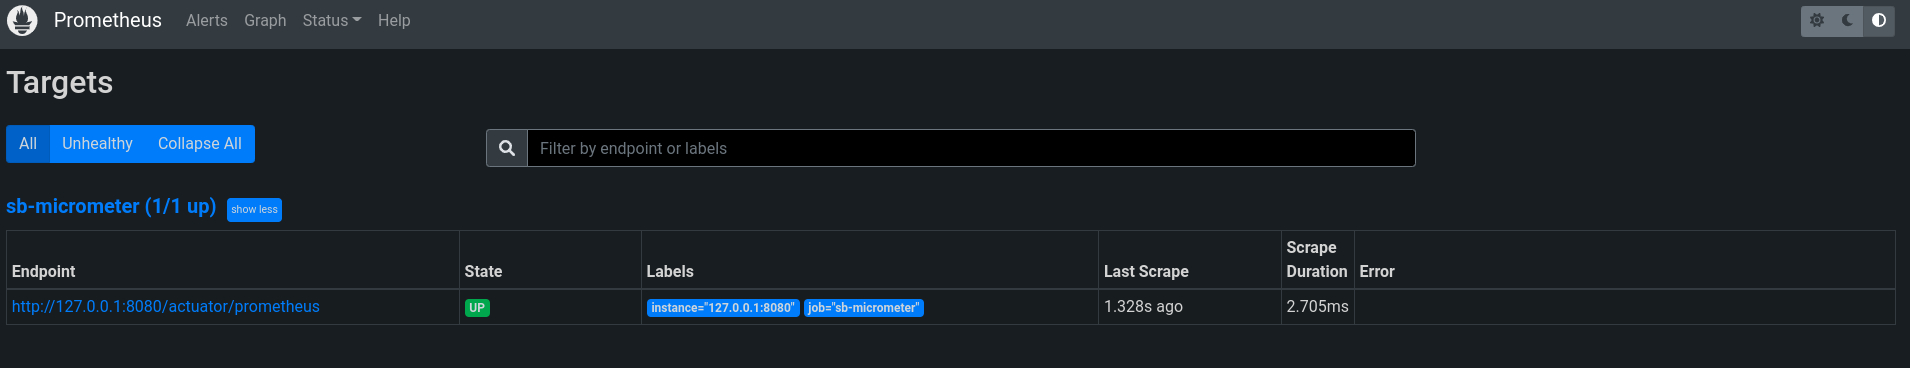 Prometheus Alerts Graph Status Help
Targets
All Unhealthy Collapse All
Filter by endpoint or labels
sb-micrometer (1/1 up) show less
Endpoint State Labels Last Scrape Scrape Duration Error
http://127.0.0.1:8080/actuator/prometheus UP instance="127.0.0.1:8080" job="sb-micrometer" 1.328s ago 2.705ms